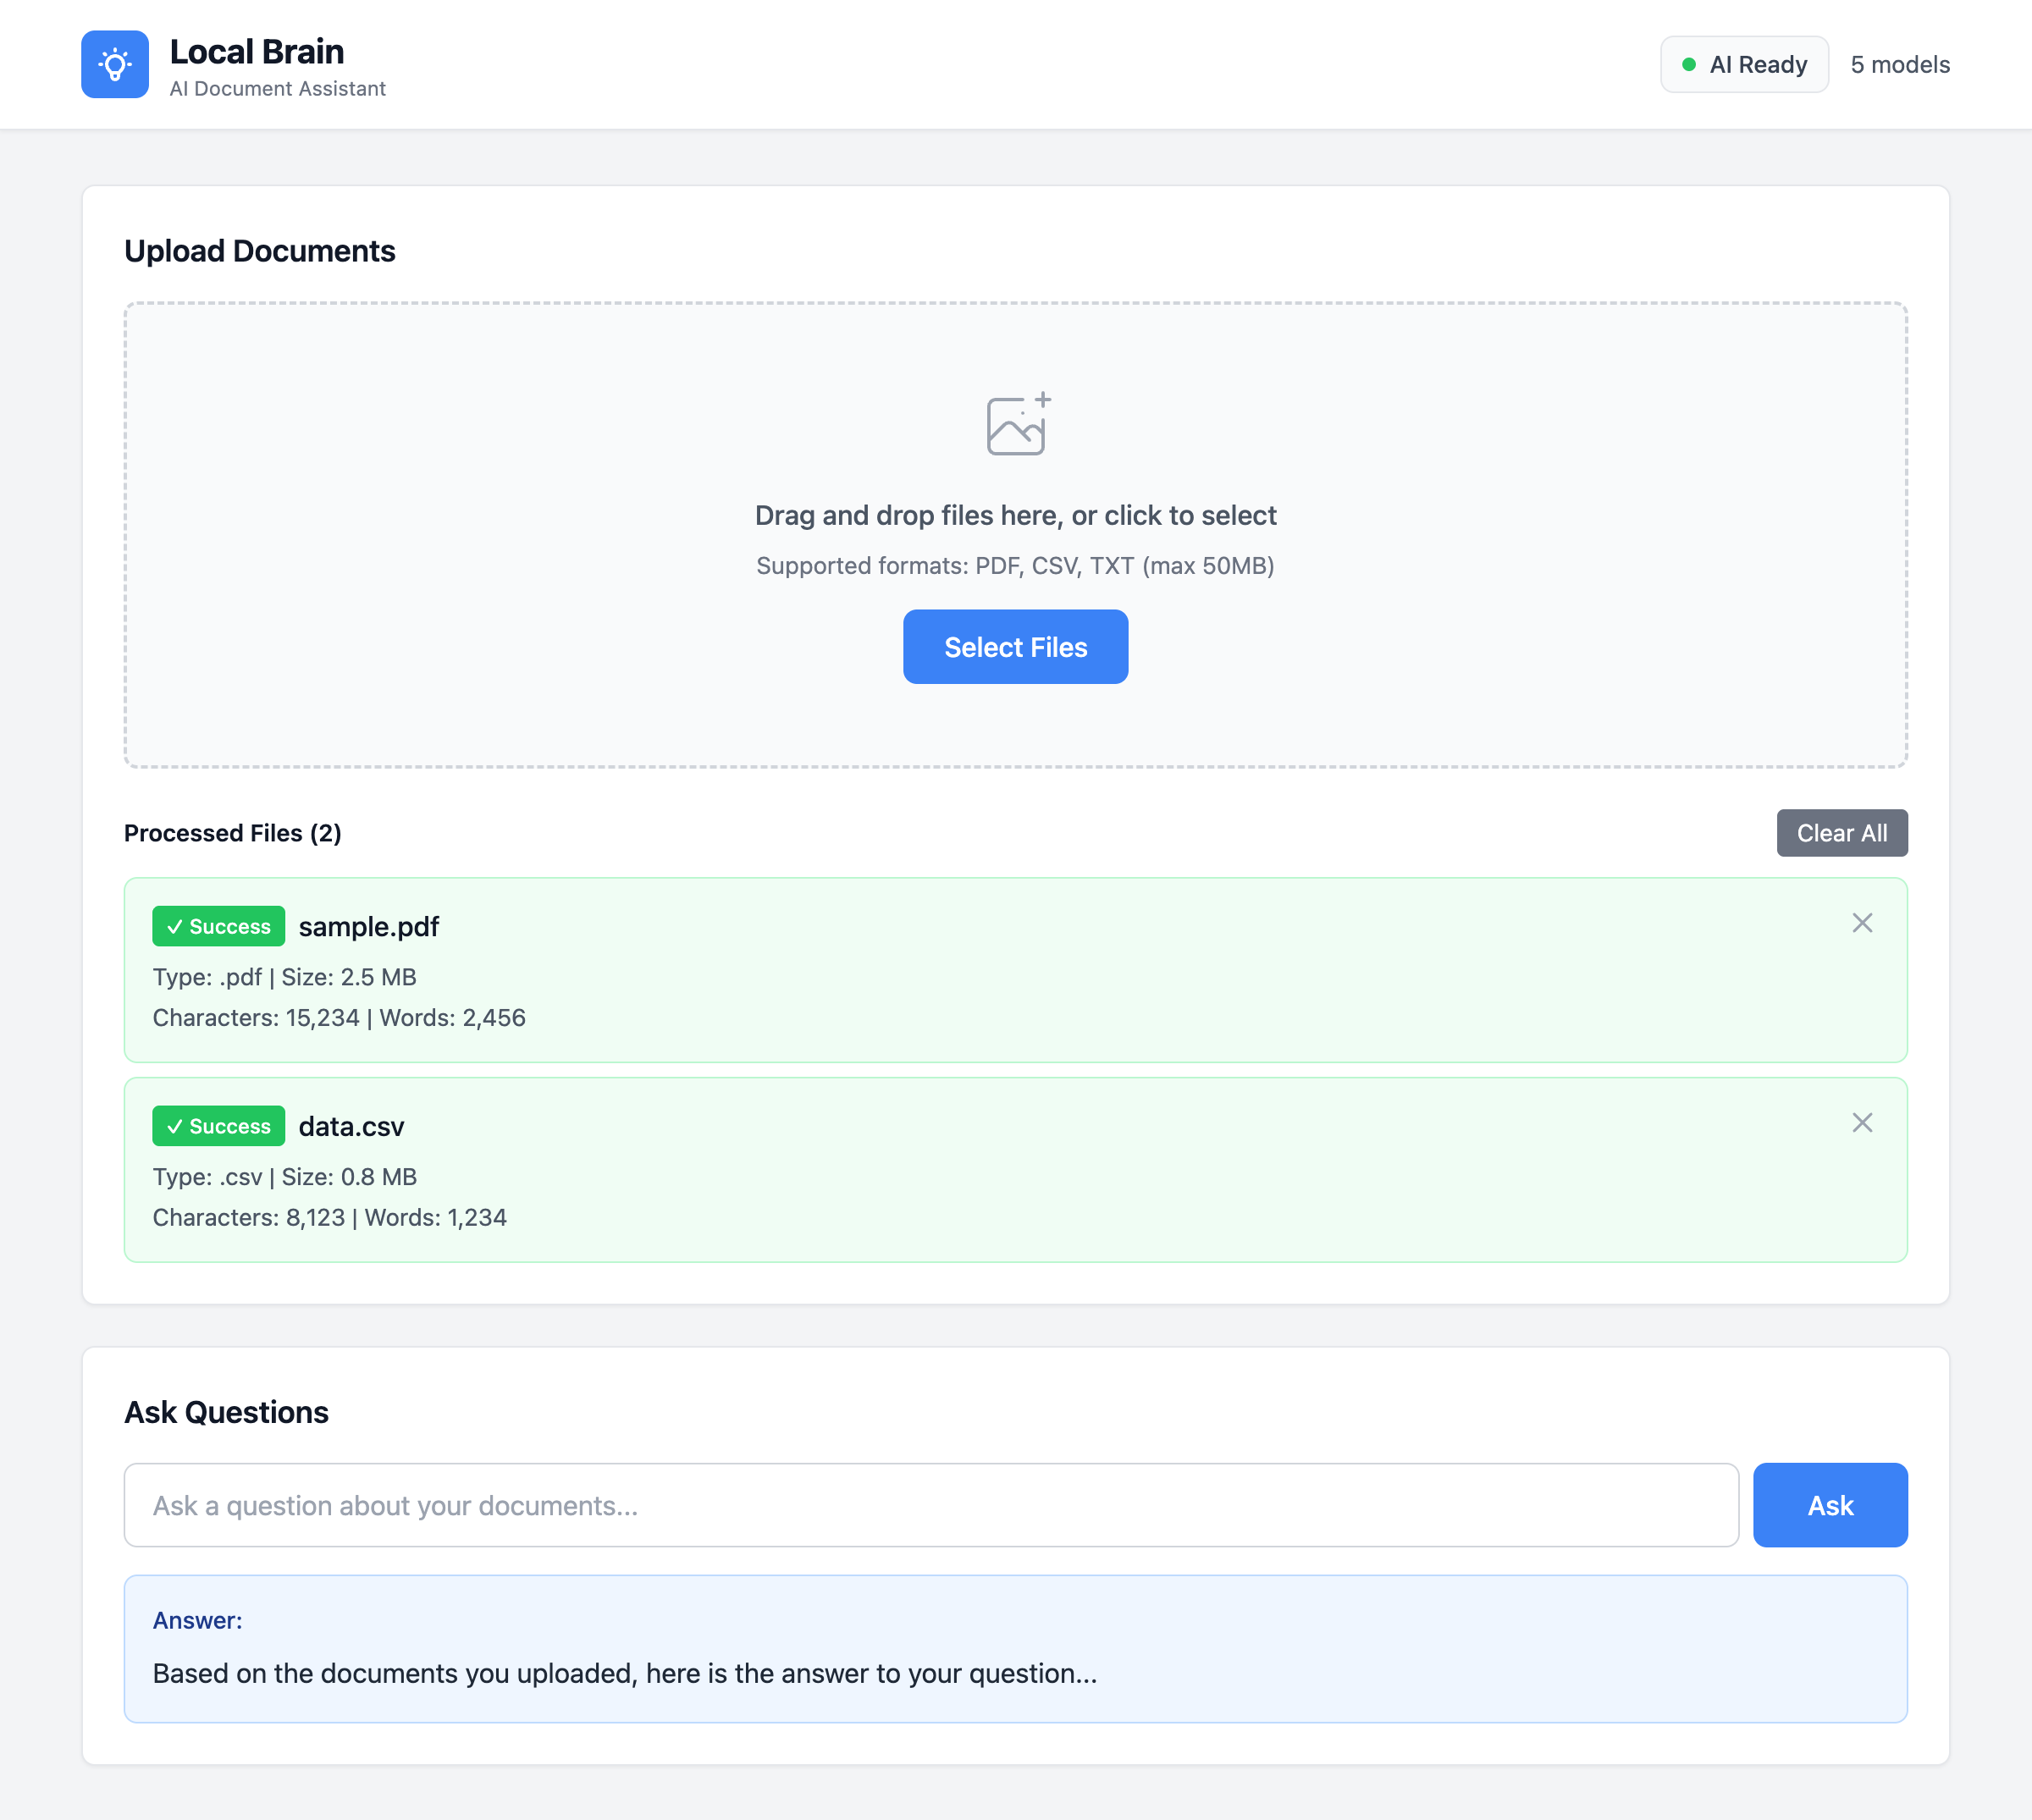 Local Brain
AI Document Assistant
AI Ready
5 models
Upload Documents
Drag and drop files here, or click to select
Supported formats: PDF, CSV, TXT (max 50MB)
Select Files
Processed Files (2)
Clear All
✓ Success sample.pdf
Type: .pdf | Size: 2.5 MB
Characters: 15,234 | Words: 2,456
✓ Success data.csv
Type: .csv | Size: 0.8 MB
Characters: 8,123 | Words: 1,234
Ask Questions
Ask a question about your documents...
Ask
Answer:
Based on the documents you uploaded, here is the answer to your question...